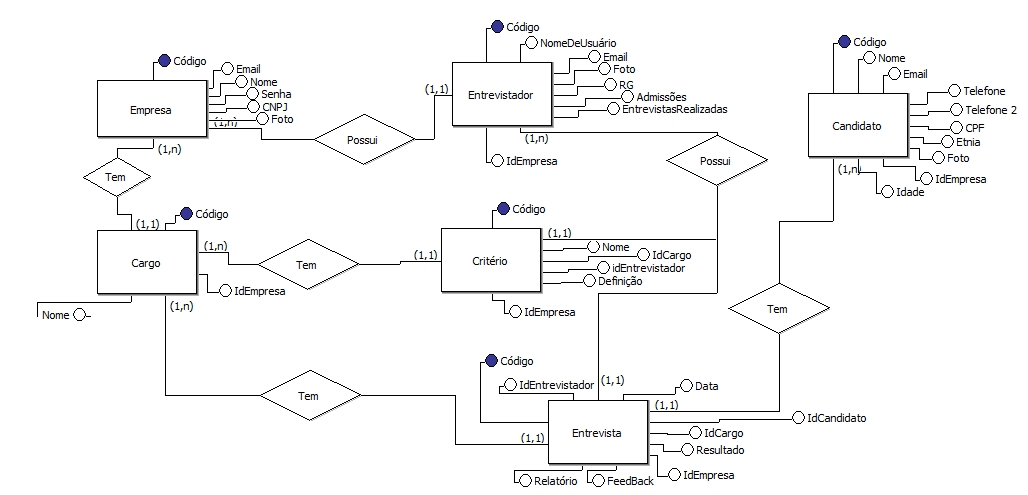 Código
Código
Código
NomeDeUsuário
Nome
Email
Email
Código
Email
Foto
Nome
RG
Telefone
Senha
(1,1)
Entrevistador
Admissões
CNPJ
EntrevistasRealizadas
Telefone 2
Empresa
Foto
(1,n)
Candidato
CPF
Etnia
Possui
(1,n)
(1,n)
Foto
IdEmpresa
Possui
(1,n)
IdEmpresa
Tem
Idade
Código
Código
(1,1)
(1,1)
(1,n)
Nome
Cargo
Tem
(1,1)
Critério
IdCargo
idEntrevistador
Definição
IdEmpresa
(1,n)
IdEmpresa
Nome
Tem
Código
IdEntrevistador
(1,1)
Data
Tem
(1,1)
IdCandidato
(1,1)
Entrevista
IdCargo
Resultado
IdEmpresa
Relatório
FeedBack